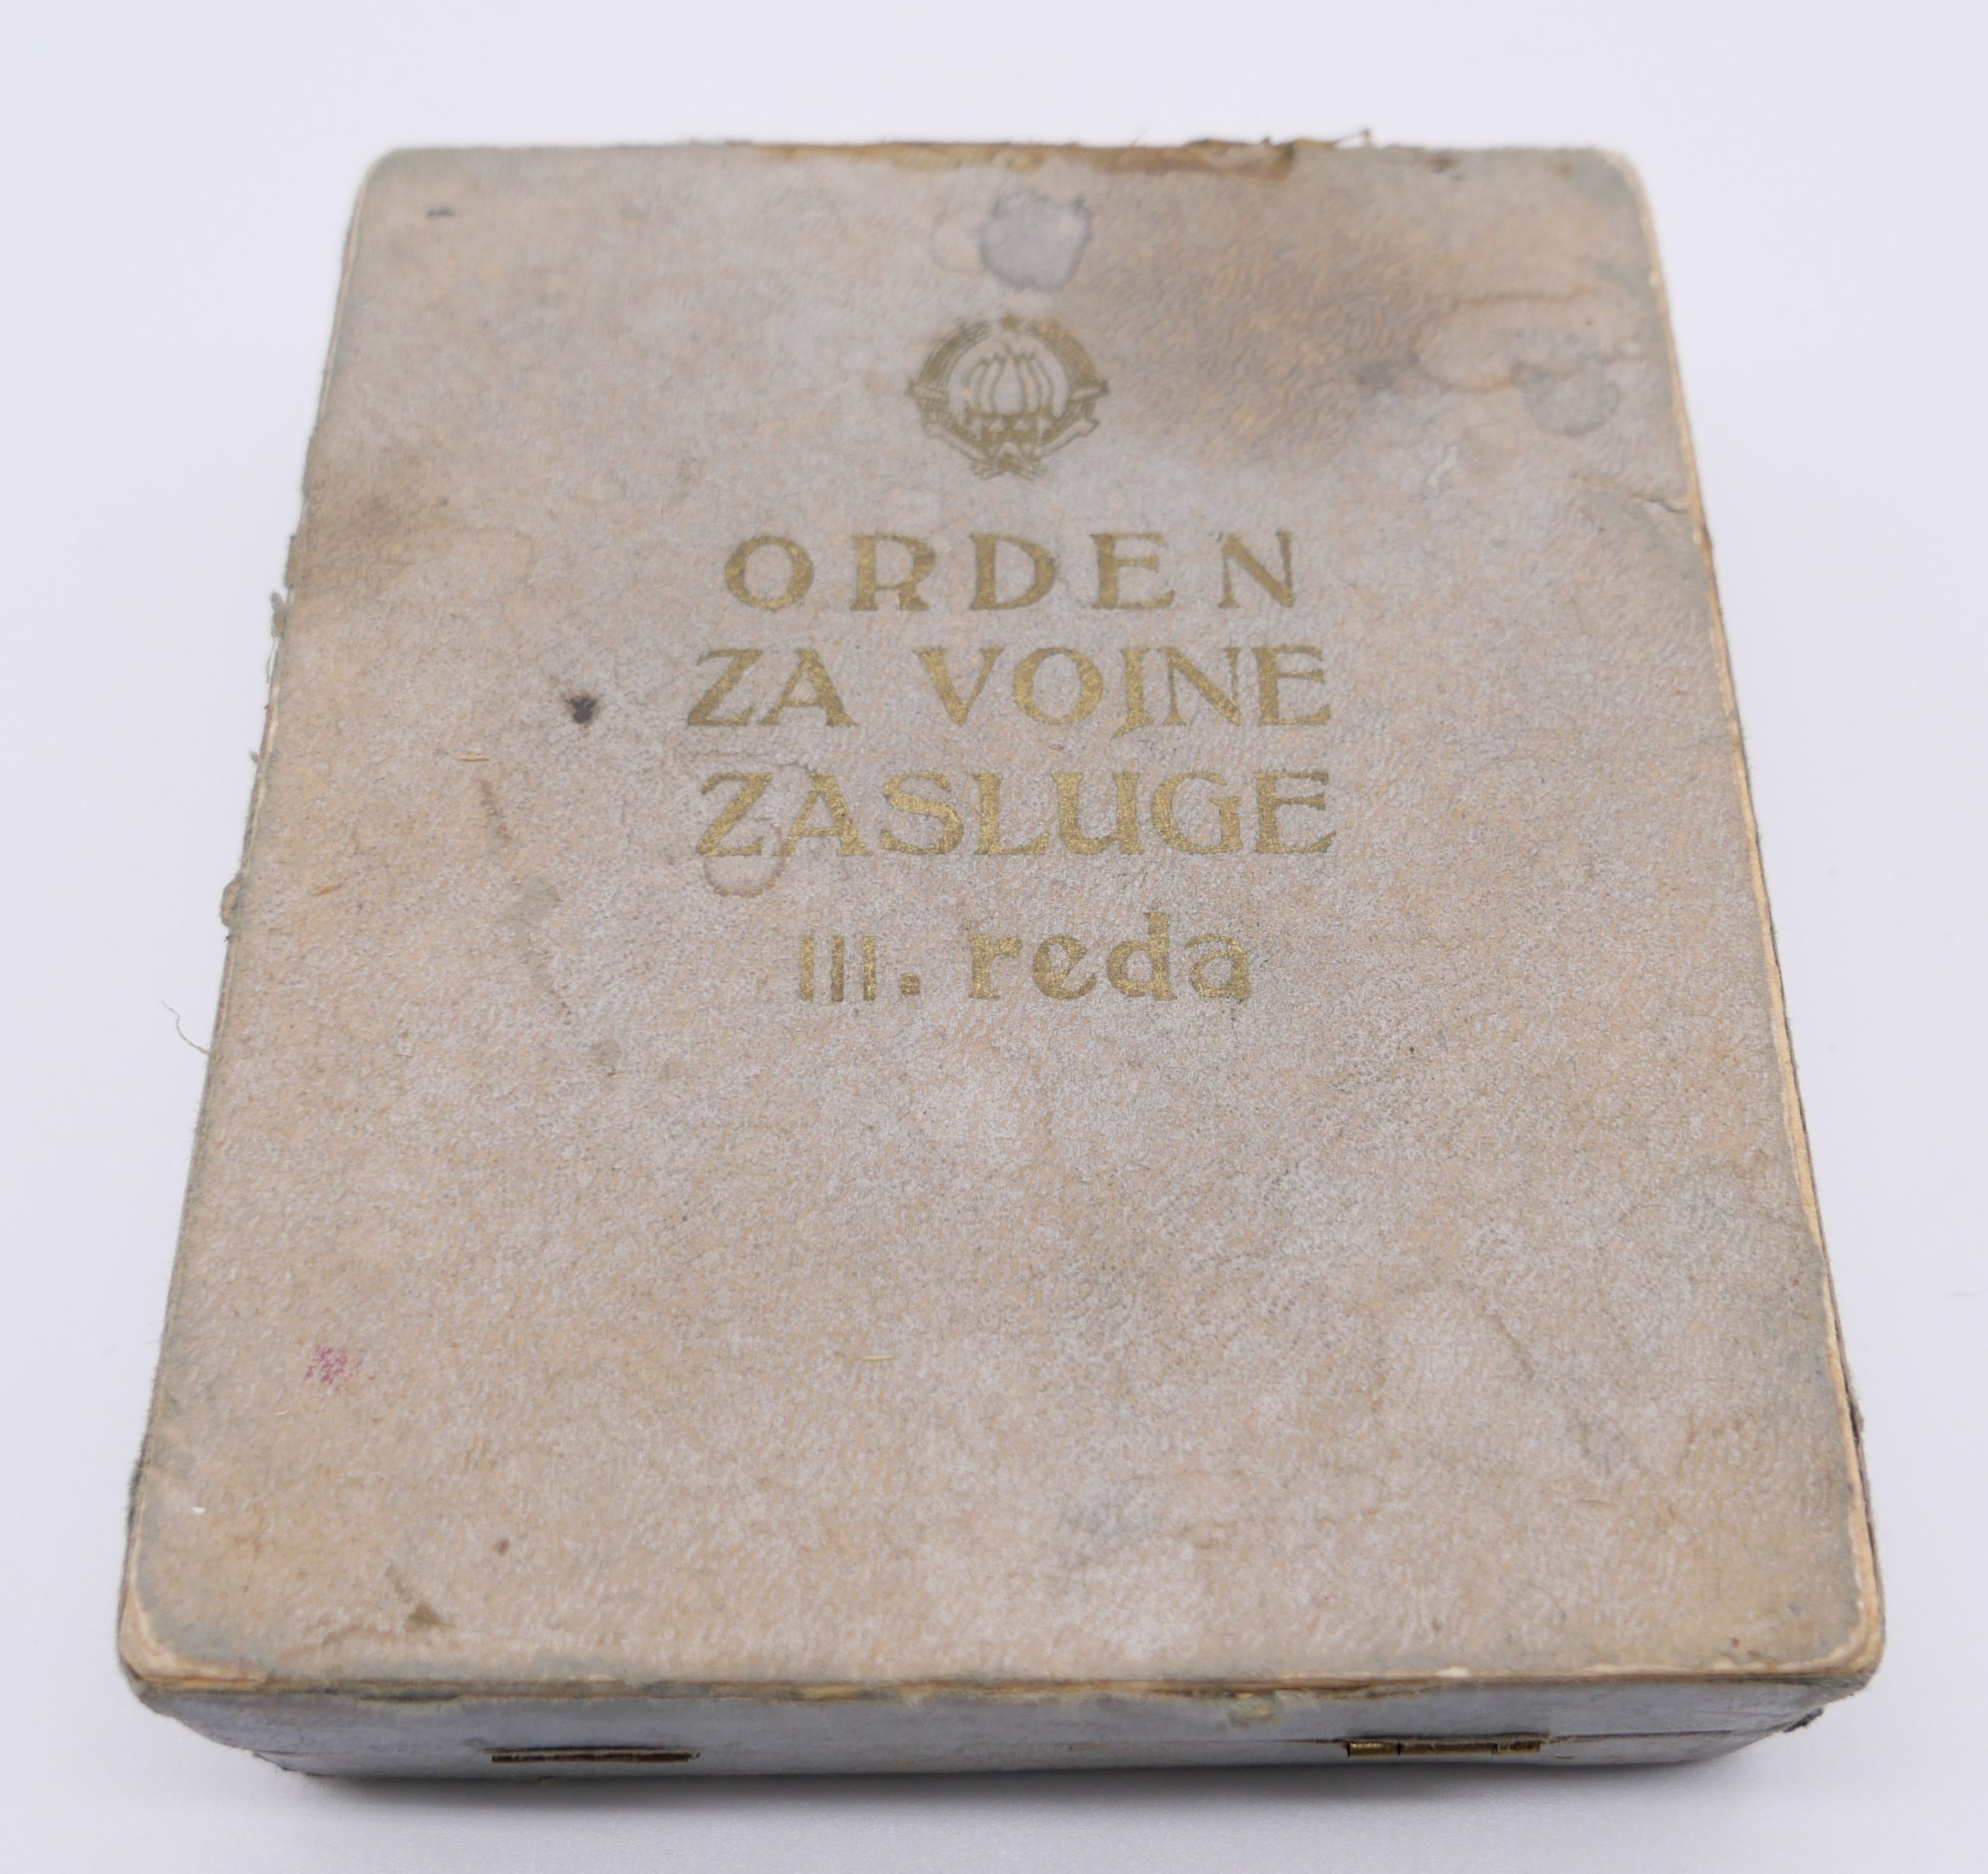 ORDEN
ZA VOJNE
ZASLUGE
III. reda